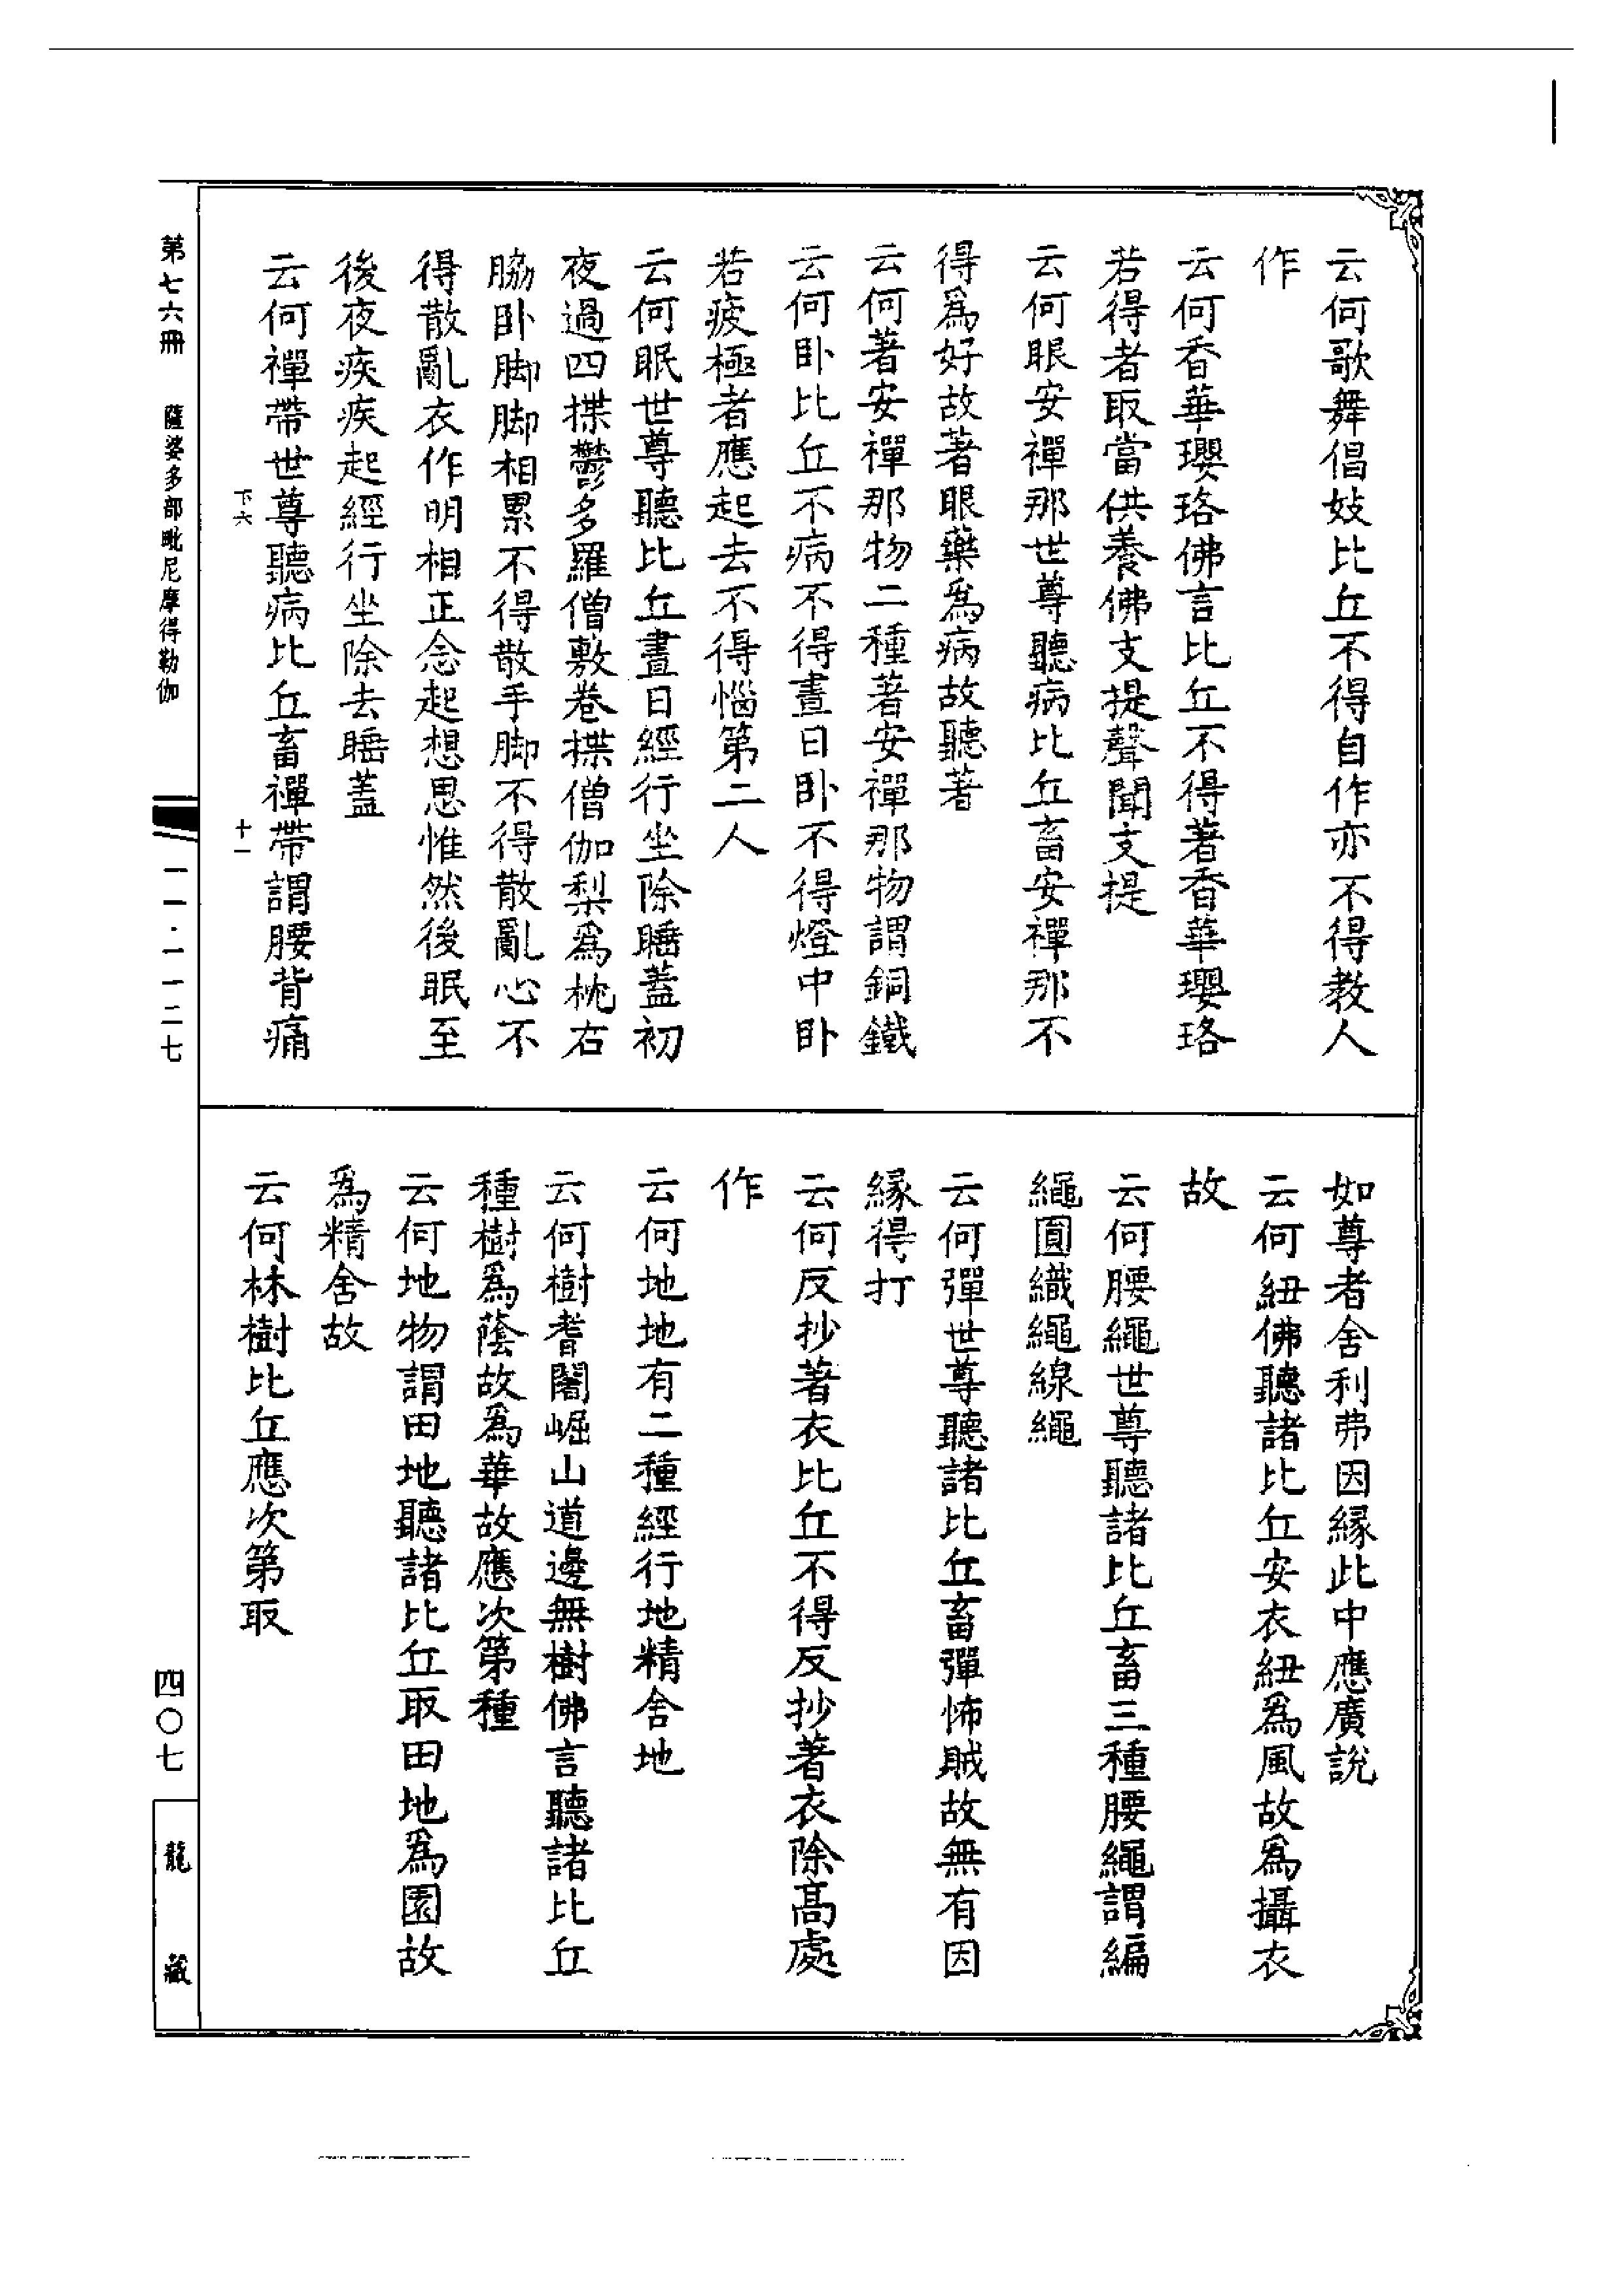 云何歌舞倡妓比丘不得自作亦不得教人
作
云何香華瓔珞佛言比丘不得著香華瓔珞
若得者取當供養佛支提聲聞支提
云何眼安禪那世尊聽病比丘畜安禪那不
得爲好故著眼藥爲病故聽著
云何著安禪那物二種著安禪那物謂銅鐵
云何卧比丘不病不得晝日卧不得燈中卧
若疲極者應起去不得惱第二人
云何眠世尊聽比丘晝日經行坐除睡蓋初
夜過四揲鬱多羅僧敷卷揲僧伽梨爲枕右
脇卧脚脚相累不得散手脚不得散亂心不
得散亂衣作明相正念起想思惟然後眠至
後夜疾疾起經行坐除去睡蓋
云何禪帶世尊聽病比丘畜禪帶謂腰背痛
下六
十一
如尊者舍利弗因緣此中應廣說
云何紐佛聽諸比丘安衣紐爲風故爲攝衣
故
云何腰繩世尊聽諸比丘畜三種腰繩謂編
繩圓織繩線繩
云何彈世尊聽諸比丘畜彈怖賊故無有因
緣得打
云何反抄著衣比丘不得反抄著衣除高處
作
云何地地有二種經行地精舍地
云何樹耆闍崛山道邊無樹佛言聽諸比丘
種樹爲蔭故爲華故應次第種
云何地物謂田地聽諸比丘取田地爲園故
爲精舍故
云何林樹比丘應次第取
第七六冊 薩婆多部毗尼摩得勒伽
四〇七
龍藏